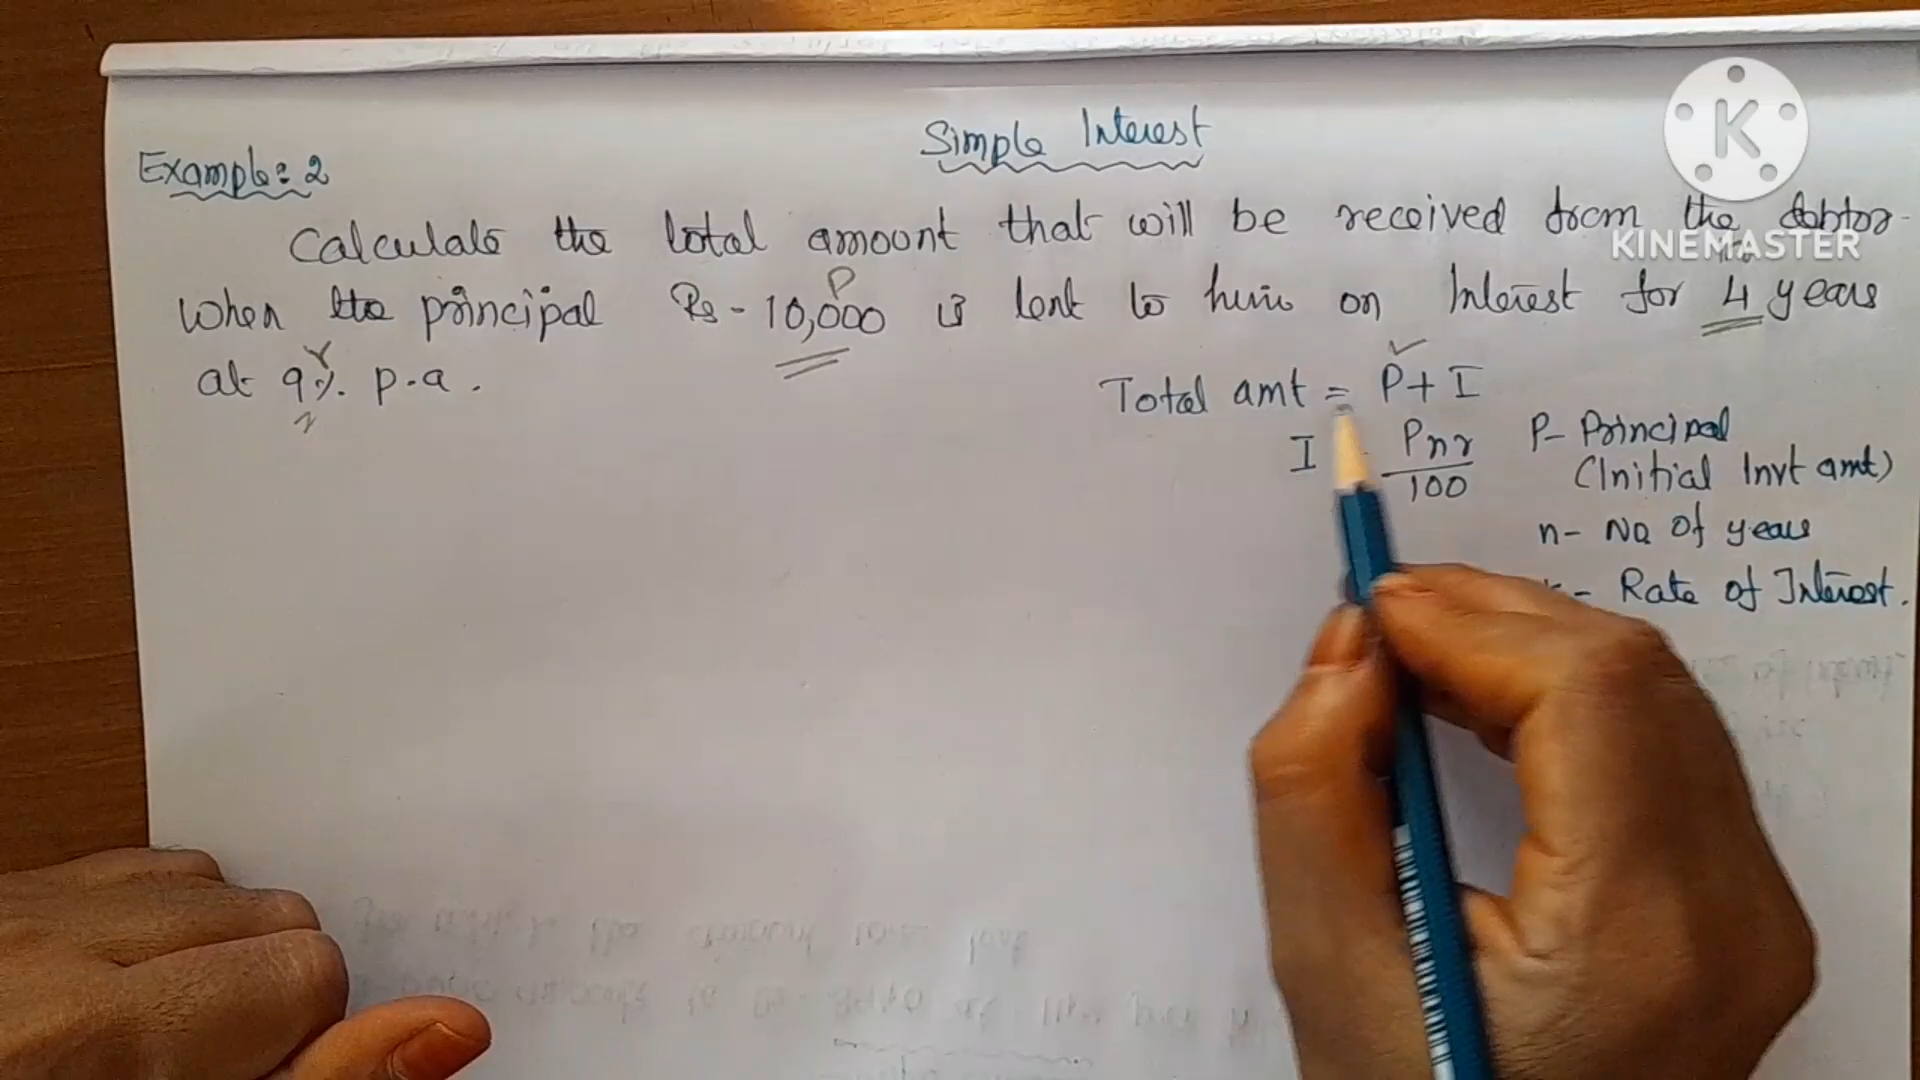 Simple Interest
Example: 2
Calculate the total amount that will be received from the debtor
when the principal Rs - 10,000 is lent to him on Interest for 4 years
at 9% p.a.
P
r
Total amt = P + I
I Pnr
100
P - Principal
(Initial Invt amt)
n - No of years
- Rate of Interest.
K
KINEMASTER